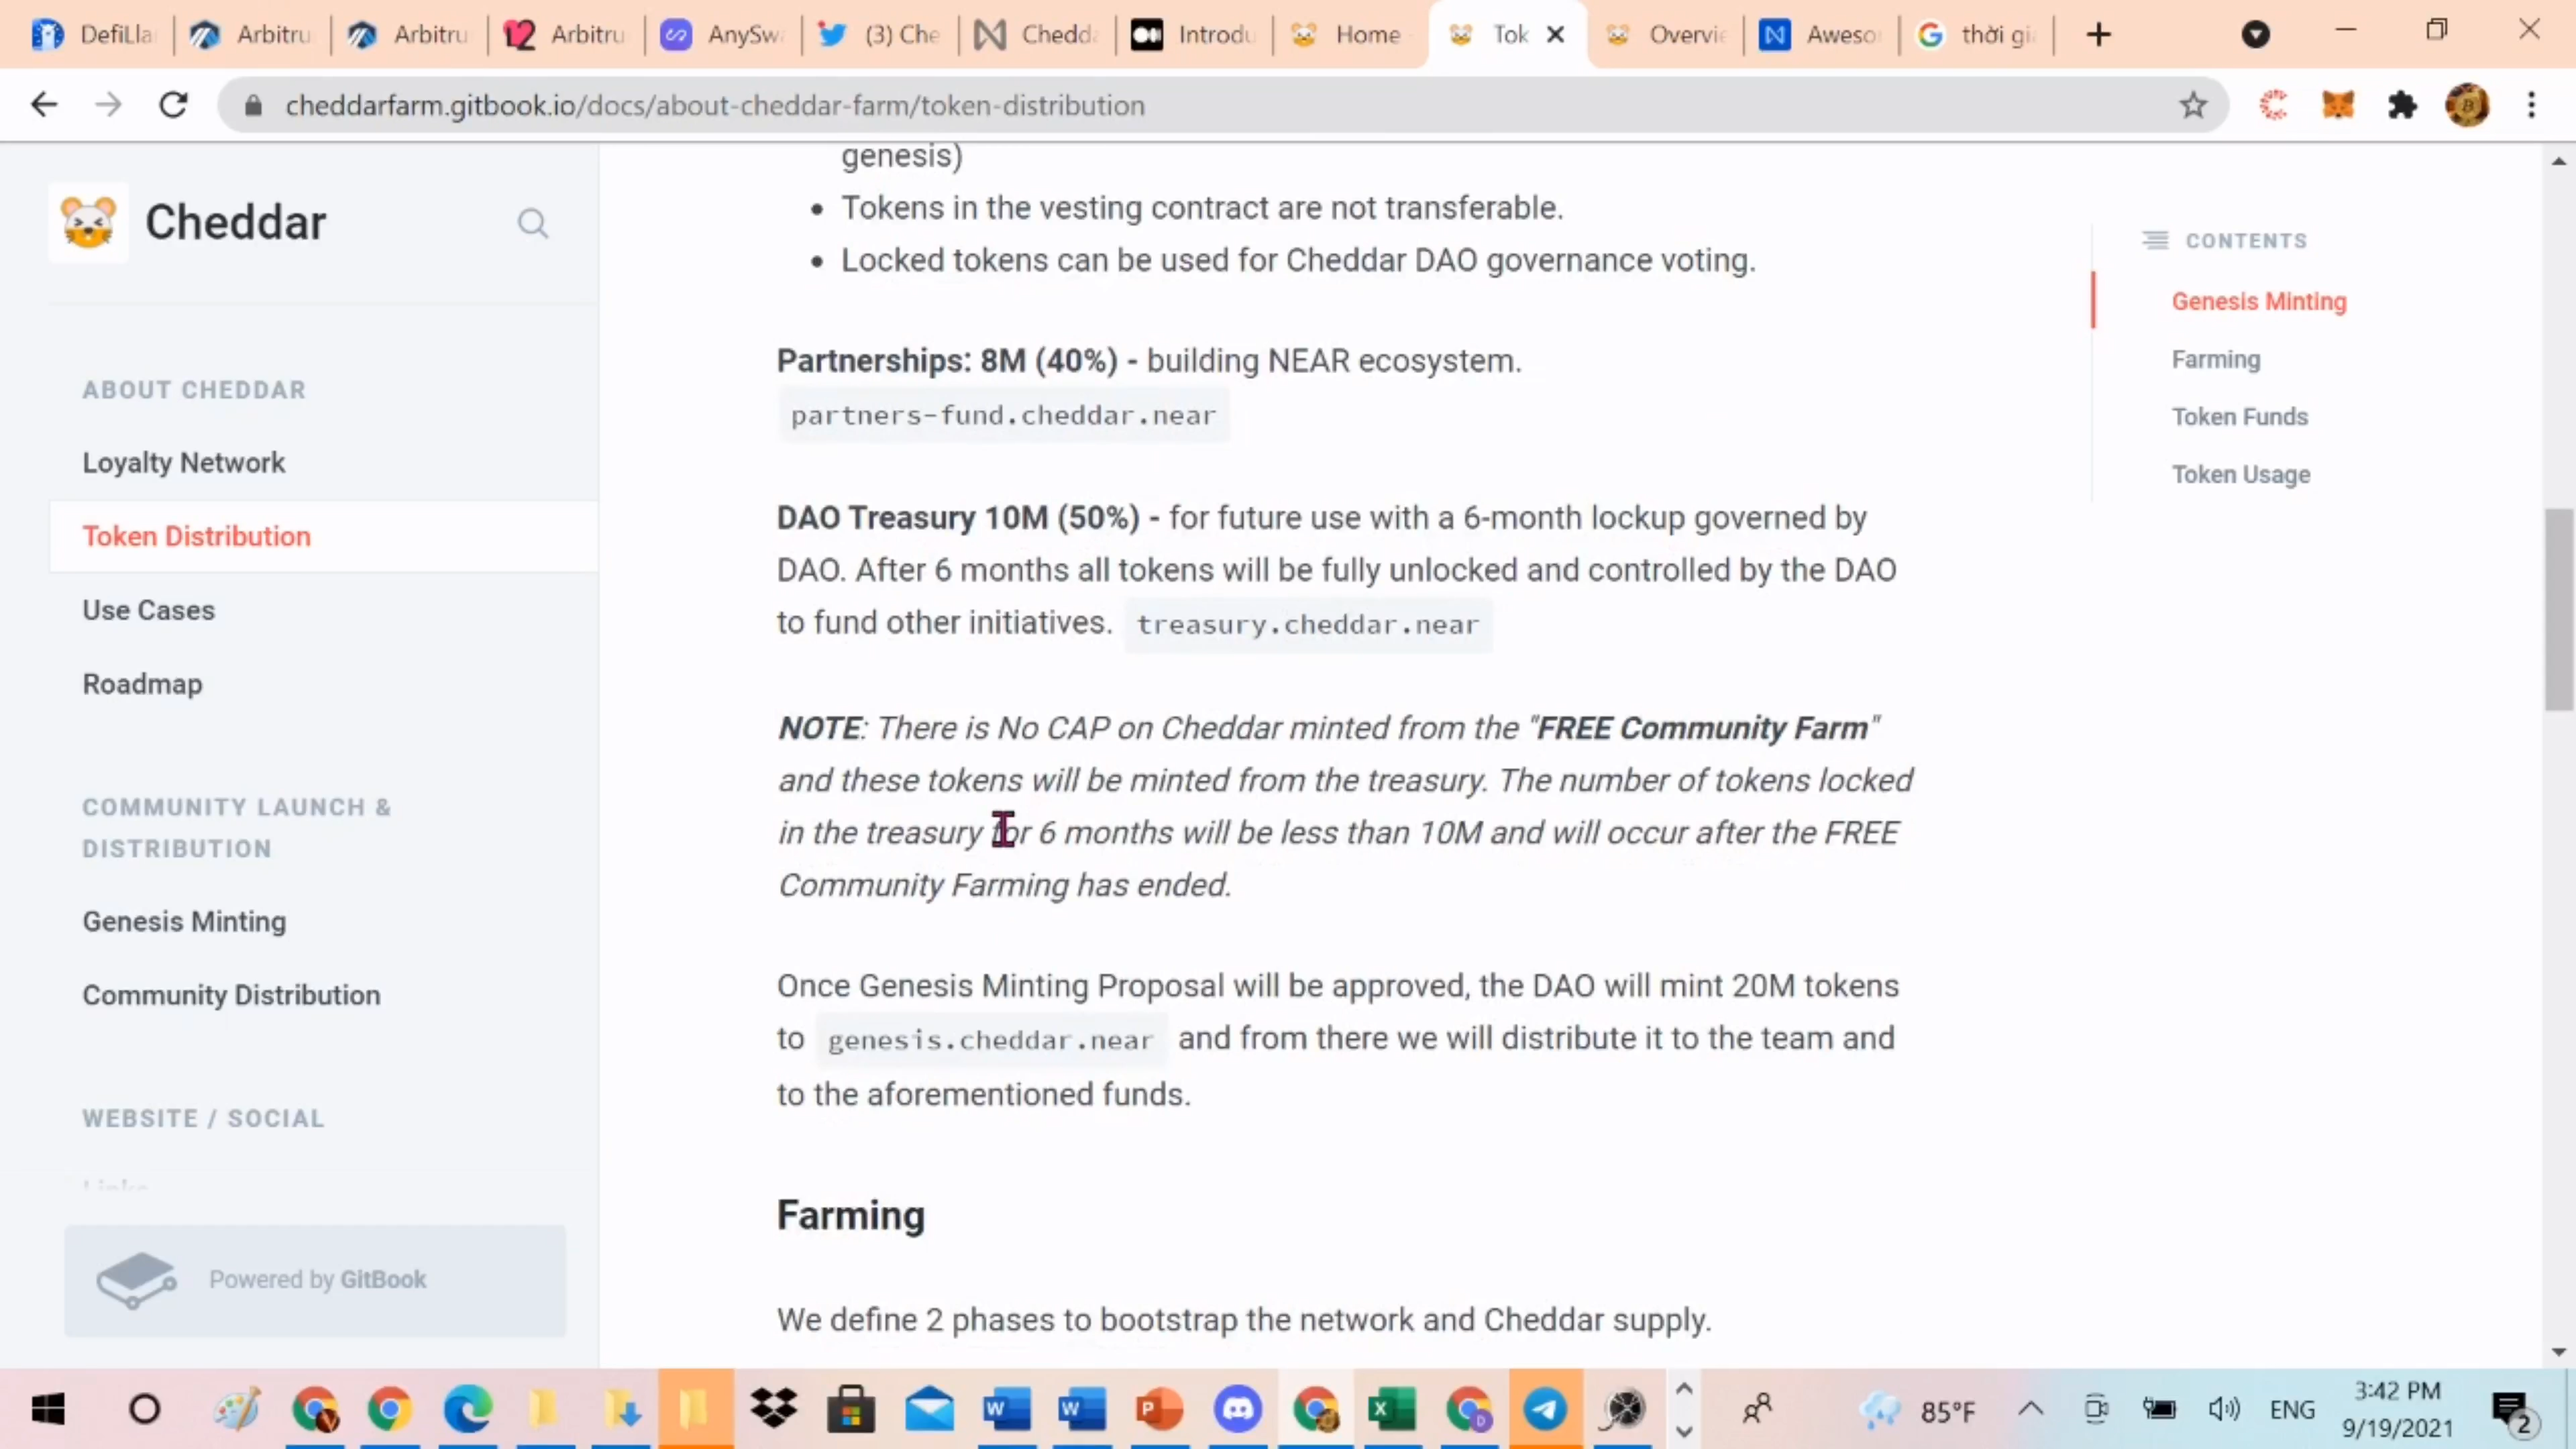 DefiLla
Arbitru
Arbitru
Arbitru
AnySw
(3) Che
Chedda
Introdu
Home
Tok
Overvie
Aweso
thời gi
cheddarfarm.gitbook.io/docs/about-cheddar-farm/token-distribution
Cheddar
ABOUT CHEDDAR
Loyalty Network
Token Distribution
Use Cases
Roadmap
COMMUNITY LAUNCH &
DISTRIBUTION
Genesis Minting
Community Distribution
WEBSITE / SOCIAL
Links
Powered by GitBook
genesis)
• Tokens in the vesting contract are not transferable.
• Locked tokens can be used for Cheddar DAO governance voting.
Partnerships: 8M (40%) - building NEAR ecosystem.
partners-fund.cheddar.near
DAO Treasury 10M (50%) - for future use with a 6-month lockup governed by
DAO. After 6 months all tokens will be fully unlocked and controlled by the DAO
to fund other initiatives. treasury.cheddar.near
NOTE: There is No CAP on Cheddar minted from the "FREE Community Farm"
and these tokens will be minted from the treasury. The number of tokens locked
in the treasury for 6 months will be less than 10M and will occur after the FREE
Community Farming has ended.
Once Genesis Minting Proposal will be approved, the DAO will mint 20M tokens
to genesis.cheddar.near and from there we will distribute it to the team and
to the aforementioned funds.
Farming
We define 2 phases to bootstrap the network and Cheddar supply.
CONTENTS
Genesis Minting
Farming
Token Funds
Token Usage
85°F
ENG
3:42 PM
9/19/2021
2